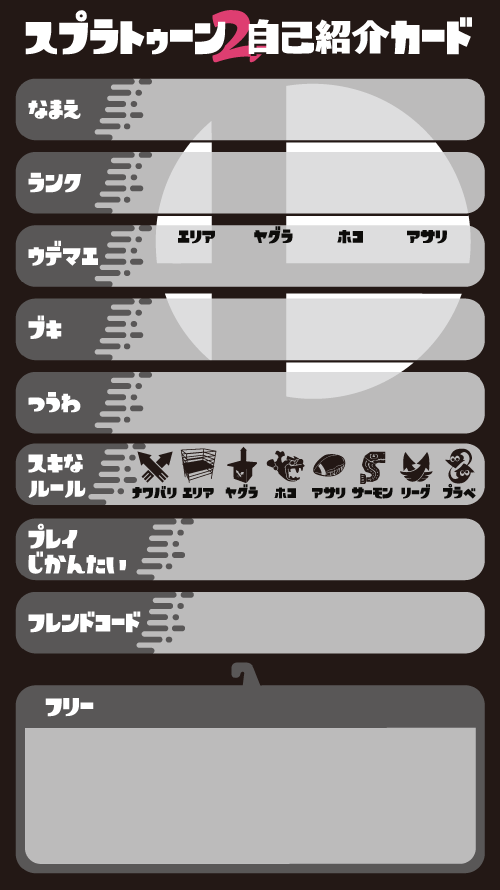 スプラトゥーン2自己紹介カード
なまえ
ランク
ウデマエ
エリア ヤグラ ホコ アサリ
ブキ
つうわ
スキな
ルール
ナワバリ エリア ヤグラ ホコ アサリ サーモン リーグ プラベ
プレイ
じかんたい
フレンドコード
フリー